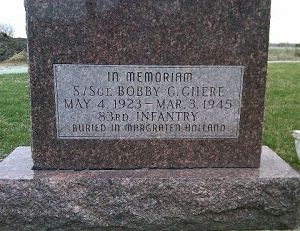 IN MEMORIAM
S/SGT. BOBBY G. GHERE
MAY 4, 1923 – MAR. 3, 1945
83RD. INFANTRY
BURIED IN MARGRATEN HOLLAND